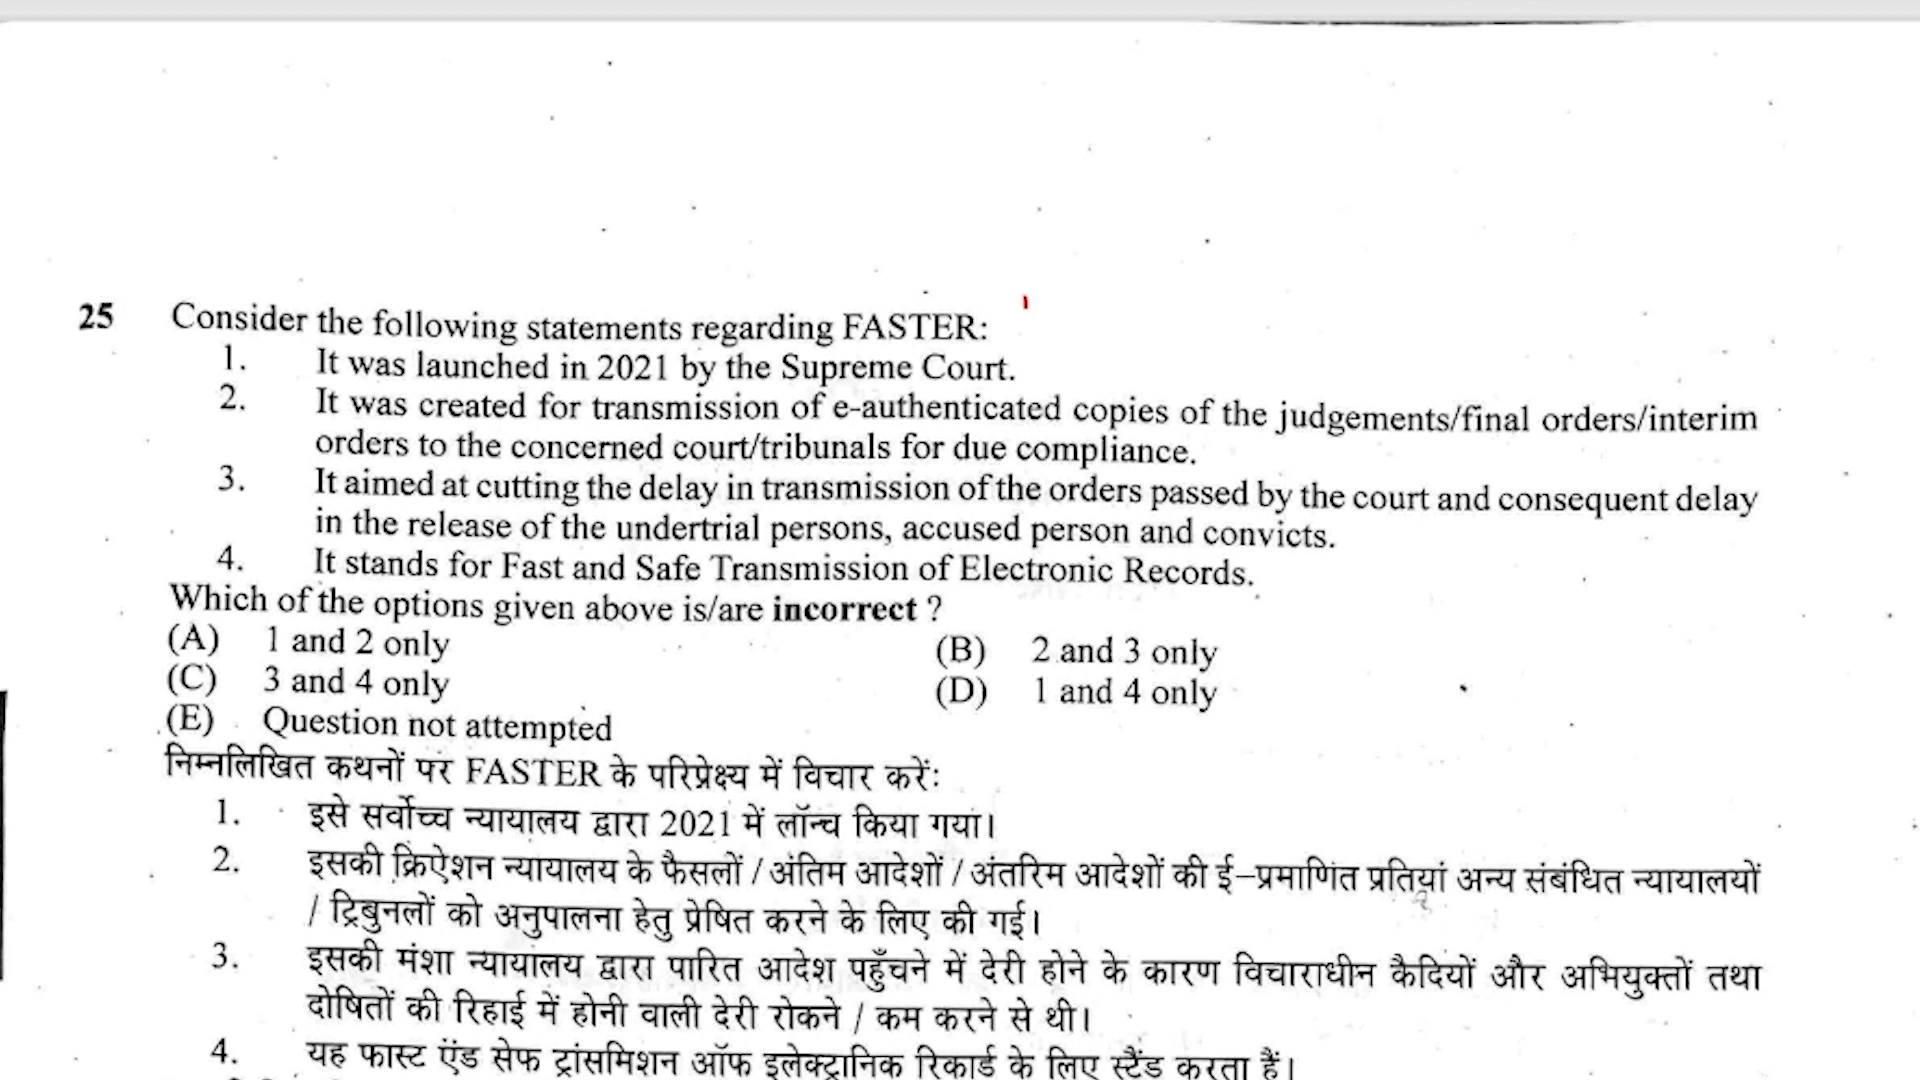 25 Consider the following statements regarding FASTER:
1. It was launched in 2021 by the Supreme Court.
2. It was created for transmission of e-authenticated copies of the judgements/final orders/interim
orders to the concerned court/tribunals for due compliance.
3. It aimed at cutting the delay in transmission of the orders passed by the court and consequent delay
in the release of the undertrial persons, accused person and convicts.
4. It stands for Fast and Safe Transmission of Electronic Records.
Which of the options given above is/are incorrect ?
(A) 1 and 2 only (B) 2 and 3 only
(C) 3 and 4 only (D) 1 and 4 only
(E) Question not attempted
निम्नलिखित कथनों पर FASTER के परिप्रेक्ष्य में विचार करें:
1. इसे सर्वोच्च न्यायालय द्वारा 2021 में लॉन्च किया गया।
2. इसकी क्रिऐशन न्यायालय के फैसलों / अंतिम आदेशों / अंतरिम आदेशों की ई–प्रमाणित प्रतियां अन्य संबंधित न्यायालयों
/ ट्रिबुनलों को अनुपालना हेतु प्रेषित करने के लिए की गई।
3. इसकी मंशा न्यायालय द्वारा पारित आदेश पहुँचने में देरी होने के कारण विचाराधीन कैदियों और अभियुक्तों तथा
दोषितों की रिहाई में होनी वाली देरी रोकने / कम करने से थी।
4. यह फास्ट एंड सेफ ट्रांसमिशन ऑफ इलेक्ट्रानिक रिकार्ड के लिए स्टैंड करता हैं।